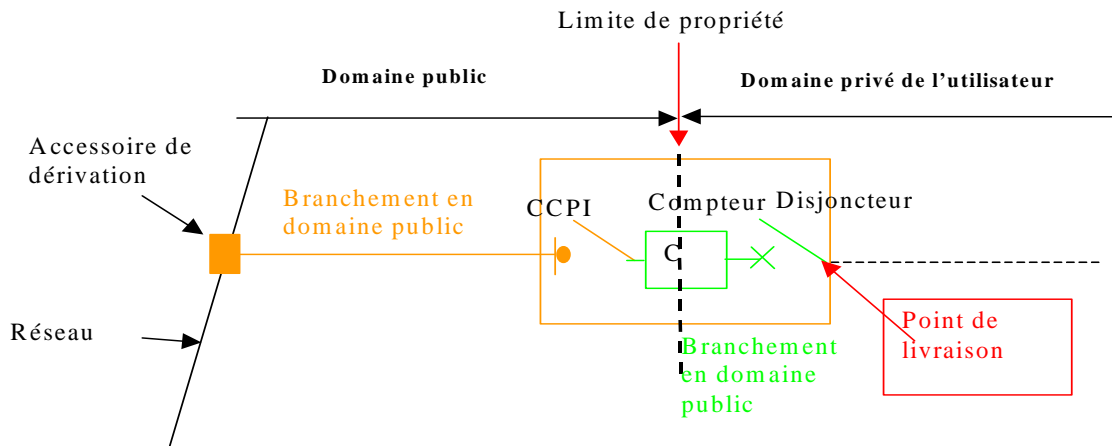 Limite de propriété
Domaine public
Domaine privé de l'utilisateur
Accessoire de
dérivation
Branchement en
domaine public
CCPI
Compteur
Disjoncteur
C
Réseau
Point de
livraison
Branchement
en domaine
public